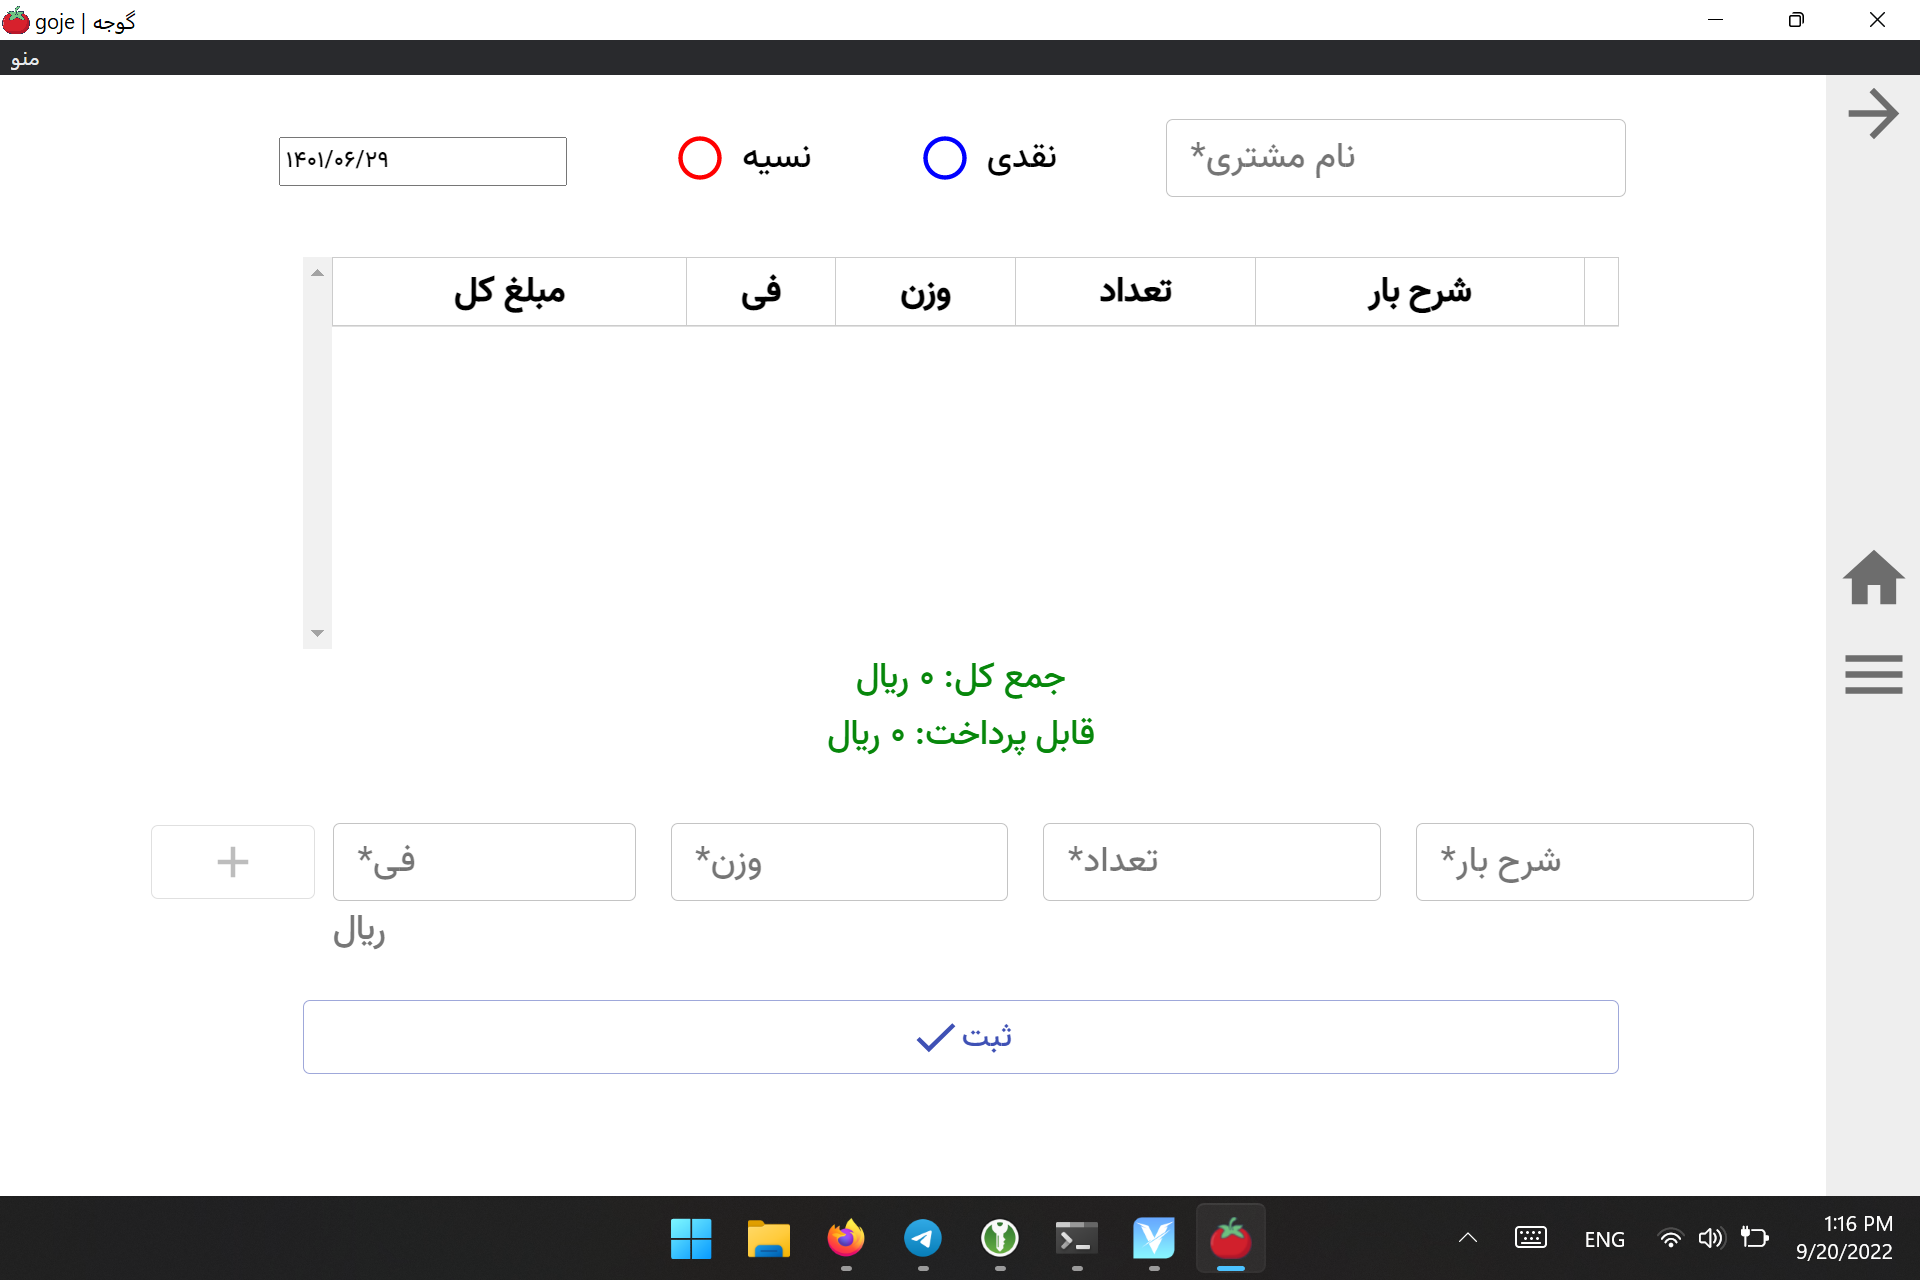 goje | گوجه
منو
نام مشتری*
نقدی
نسیه
۱۴۰۱/۰۶/۲۹
شرح بار تعداد وزن فی مبلغ کل
جمع کل: ۰ ریال
قابل پرداخت: ۰ ریال
شرح بار* تعداد* وزن* فی*
ریال
ثبت
ENG
1:16 PM
9/20/2022